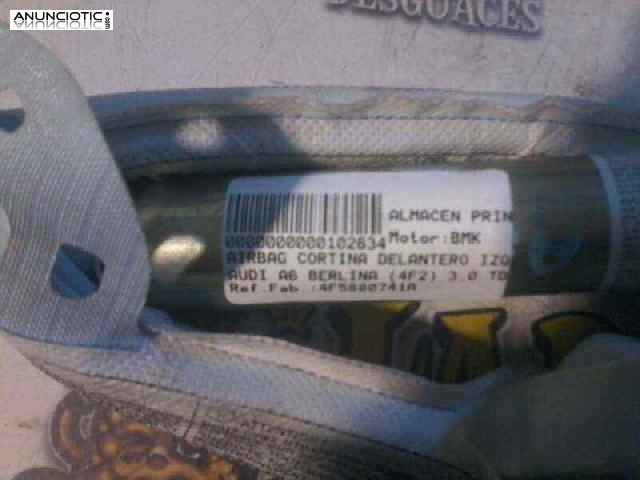 ANUNCIOTIC
.com
DESGUACES
ALMACEN PRIN
0000000000102634 Motor:BMK
AIRBAG CORTINA DELANTERO IZQ
AUDI A6 BERLINA (4F2) 3.0 TD
Ref.Fab.:4F5880741A